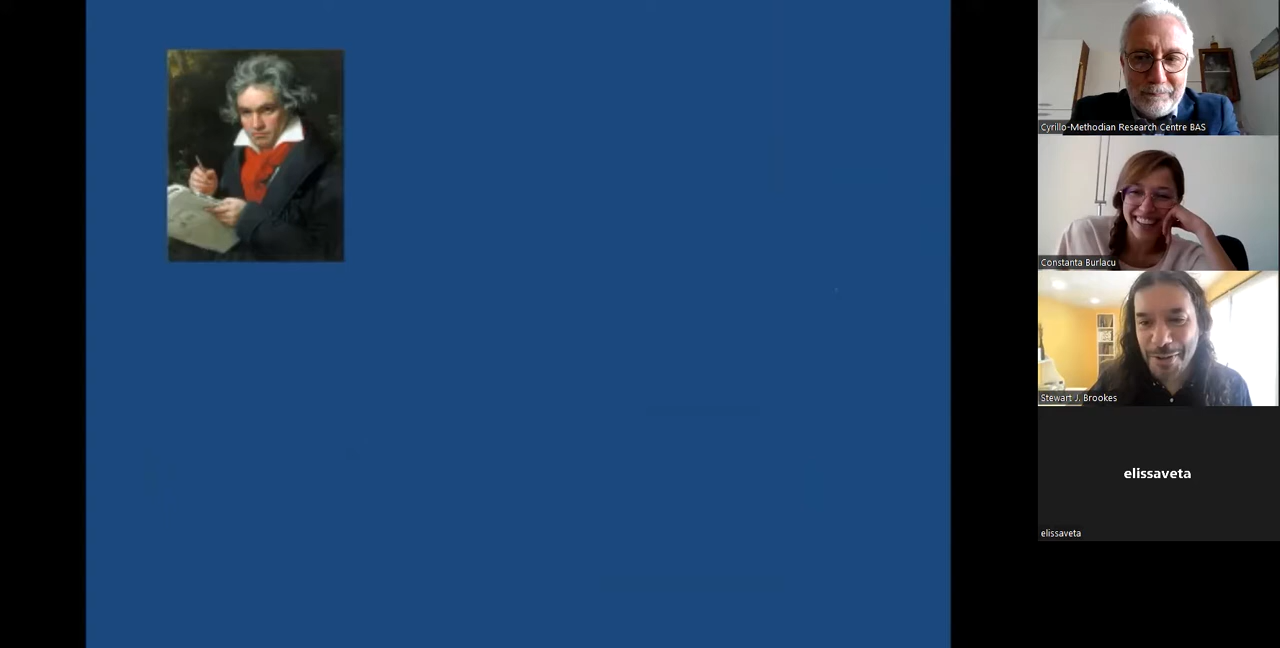 Cyrillo-Methodian Research Centre BAS
Constanta Burlacu
Stewart J. Brookes
elissaveta
elissaveta